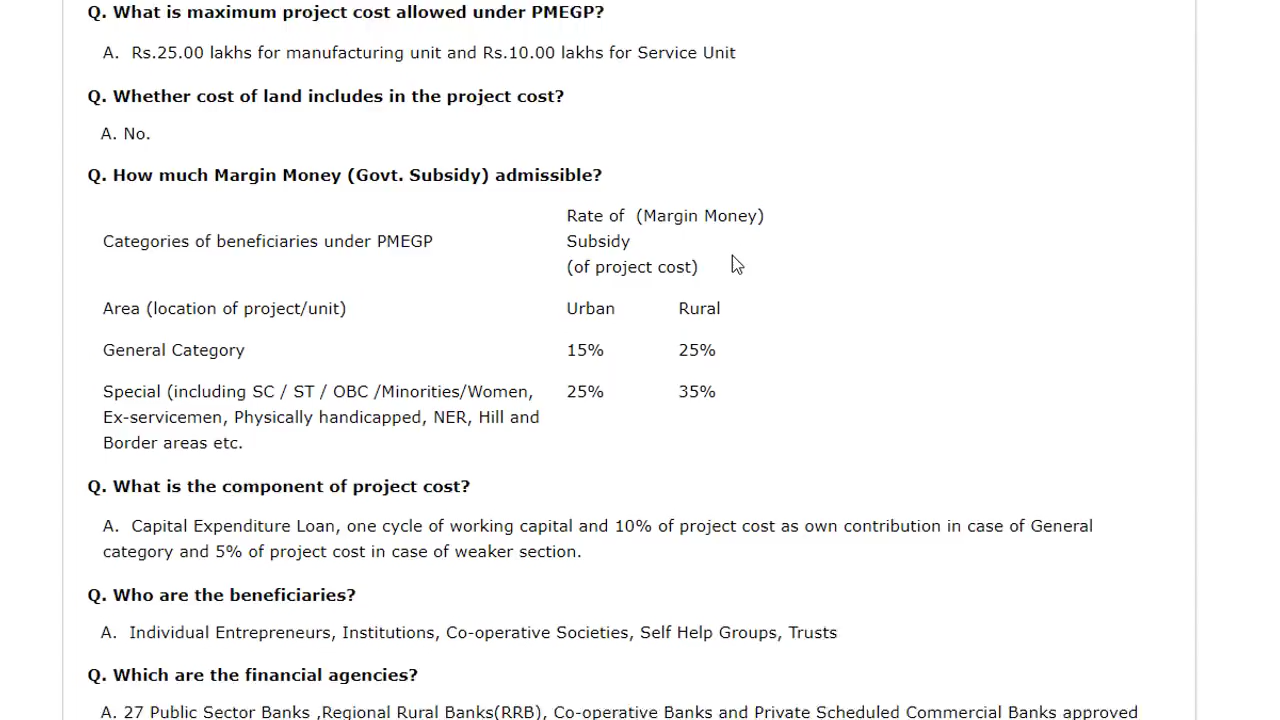 Q. What is maximum project cost allowed under PMEGP?
A. Rs.25.00 lakhs for manufacturing unit and Rs.10.00 lakhs for Service Unit
Q. Whether cost of land includes in the project cost?
A. No.
Q. How much Margin Money (Govt. Subsidy) admissible?
Categories of beneficiaries under PMEGP
Rate of (Margin Money)
Subsidy
(of project cost)
Area (location of project/unit) Urban Rural
General Category 15% 25%
Special (including SC / ST / OBC /Minorities/Women, 25% 35%
Ex-servicemen, Physically handicapped, NER, Hill and
Border areas etc.
Q. What is the component of project cost?
A. Capital Expenditure Loan, one cycle of working capital and 10% of project cost as own contribution in case of General
category and 5% of project cost in case of weaker section.
Q. Who are the beneficiaries?
A. Individual Entrepreneurs, Institutions, Co-operative Societies, Self Help Groups, Trusts
Q. Which are the financial agencies?
A. 27 Public Sector Banks ,Regional Rural Banks(RRB), Co-operative Banks and Private Scheduled Commercial Banks approved